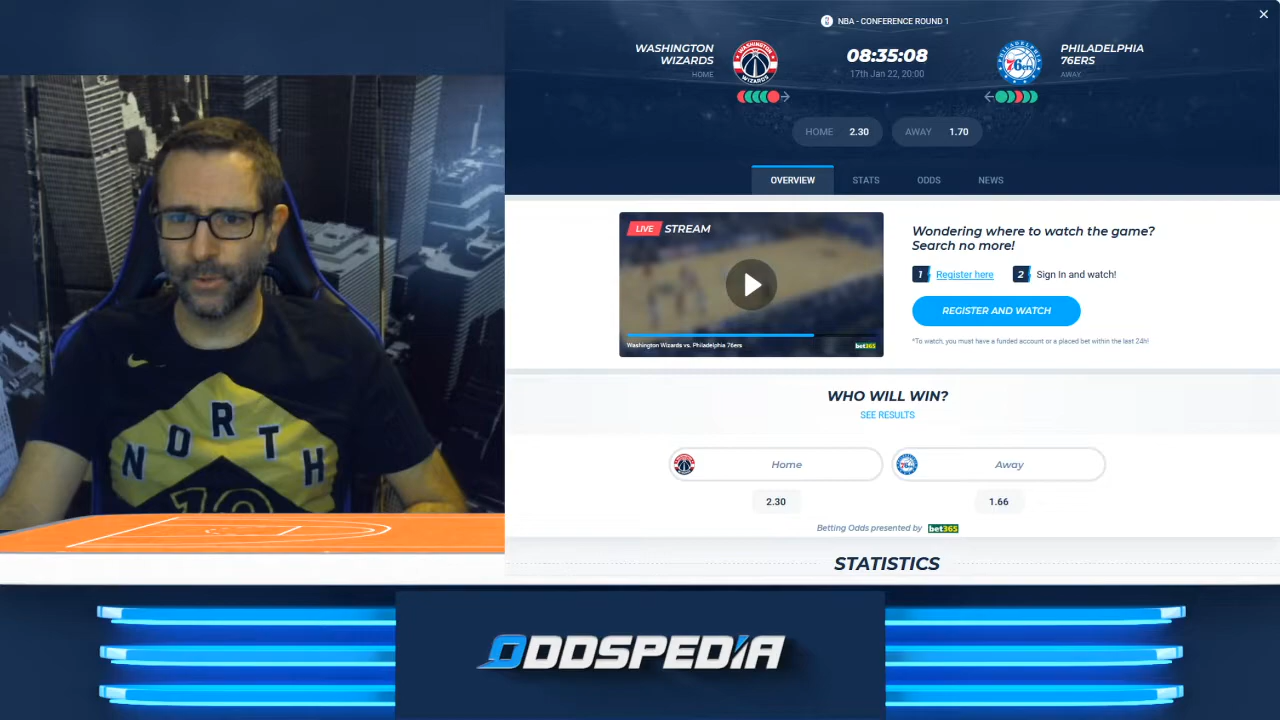 NBA - CONFERENCE ROUND 1
WASHINGTON
WIZARDS
HOME
08:35:08
17th Jan 22, 20:00
PHILADELPHIA
76ERS
AWAY
HOME 2.30
AWAY 1.70
OVERVIEW
STATS
ODDS
NEWS
LIVE STREAM
Washington Wizards vs. Philadelphia 76ers
bet365
Wondering where to watch the game?
Search no more!
1 Register here
2 Sign In and watch!
REGISTER AND WATCH
*To watch, you must have a funded account or a placed bet within the last 24h!
WHO WILL WIN?
SEE RESULTS
Home
Away
2.30
1.66
Betting Odds presented by bet365
STATISTICS
NORTH
ODDSPEDIA